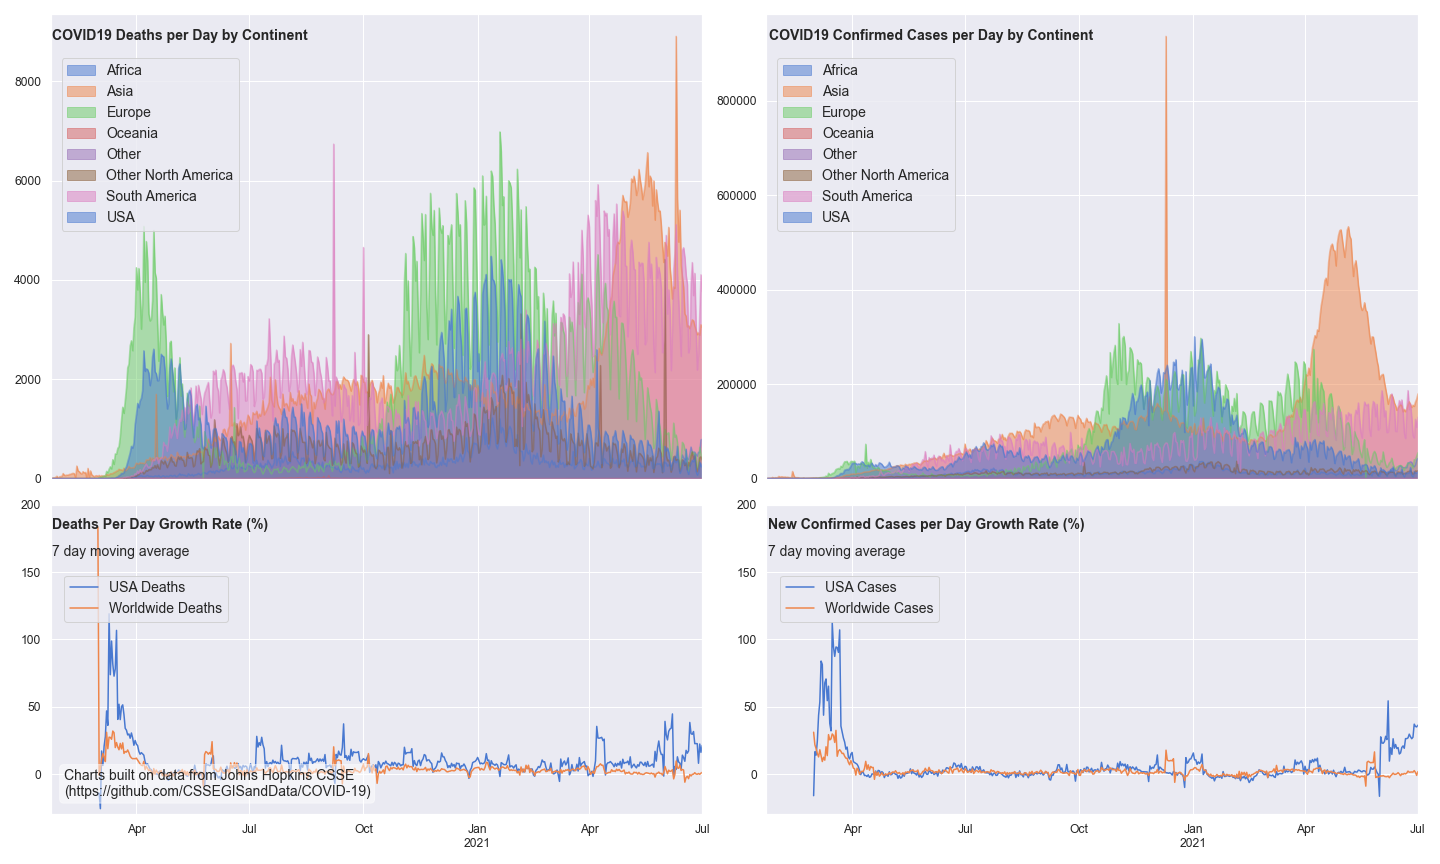 COVID19 Deaths per Day by Continent
Africa
Asia
Europe
Oceania
Other
Other North America
South America
USA
8000
6000
4000
2000
0
COVID19 Confirmed Cases per Day by Continent
Africa
Asia
Europe
Oceania
Other
Other North America
South America
USA
800000
600000
400000
200000
0
Deaths Per Day Growth Rate (%)
7 day moving average
USA Deaths
Worldwide Deaths
200
150
100
50
0
Charts built on data from Johns Hopkins CSSE
(https://github.com/CSSEGISandData/COVID-19)
Apr
Jul
Oct
Jan
2021
Apr
Jul
New Confirmed Cases per Day Growth Rate (%)
7 day moving average
USA Cases
Worldwide Cases
200
150
100
50
0
Apr
Jul
Oct
Jan
2021
Apr
Jul